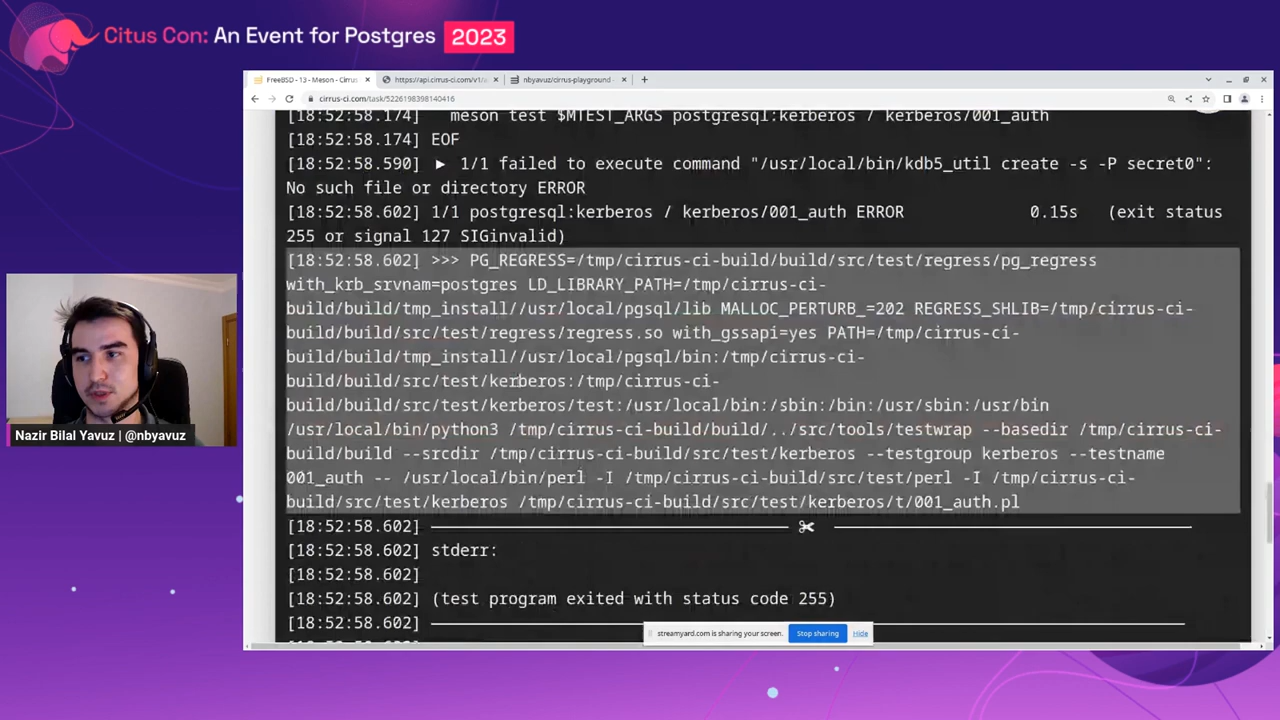 Citus Con: An Event for Postgres 2023
FreeBSD - 13 - Meson - Cirrus
https://api.cirrus-ci.com/v1/a
nbyavuz/cirrus-playground -
cirrus-ci.com/task/5226198398140416
[18:52:58.174]   meson test $MTEST_ARGS postgresql:kerberos / kerberos/001_auth
[18:52:58.174] EOF
[18:52:58.590] ▶ 1/1 failed to execute command "/usr/local/bin/kdb5_util create -s -P secret0":
No such file or directory ERROR
[18:52:58.602] 1/1 postgresql:kerberos / kerberos/001_auth ERROR 0.15s (exit status
255 or signal 127 SIGinvalid)
[18:52:58.602] >>> PG_REGRESS=/tmp/cirrus-ci-build/build/src/test/regress/pg_regress
with_krb_srvnam=postgres LD_LIBRARY_PATH=/tmp/cirrus-ci-
build/build/tmp_install//usr/local/pgsql/lib MALLOC_PERTURB_=202 REGRESS_SHLIB=/tmp/cirrus-ci-
build/build/src/test/regress/regress.so with_gssapi=yes PATH=/tmp/cirrus-ci-
build/build/tmp_install//usr/local/pgsql/bin:/tmp/cirrus-ci-
build/build/src/test/kerberos:/tmp/cirrus-ci-
build/build/src/test/kerberos/test:/usr/local/bin:/sbin:/bin:/usr/sbin:/usr/bin
/usr/local/bin/python3 /tmp/cirrus-ci-build/build/../src/tools/testwrap --basedir /tmp/cirrus-ci-
build/build --srcdir /tmp/cirrus-ci-build/src/test/kerberos --testgroup kerberos --testname
001_auth -- /usr/local/bin/perl -I /tmp/cirrus-ci-build/src/test/perl -I /tmp/cirrus-ci-
build/src/test/kerberos /tmp/cirrus-ci-build/src/test/kerberos/t/001_auth.pl
[18:52:58.602] ✂
[18:52:58.602] stderr:
[18:52:58.602]
[18:52:58.602] (test program exited with status code 255)
[18:52:58.602]
streamyard.com is sharing your screen. Stop sharing Hide
Nazir Bilal Yavuz | @nbyavuz